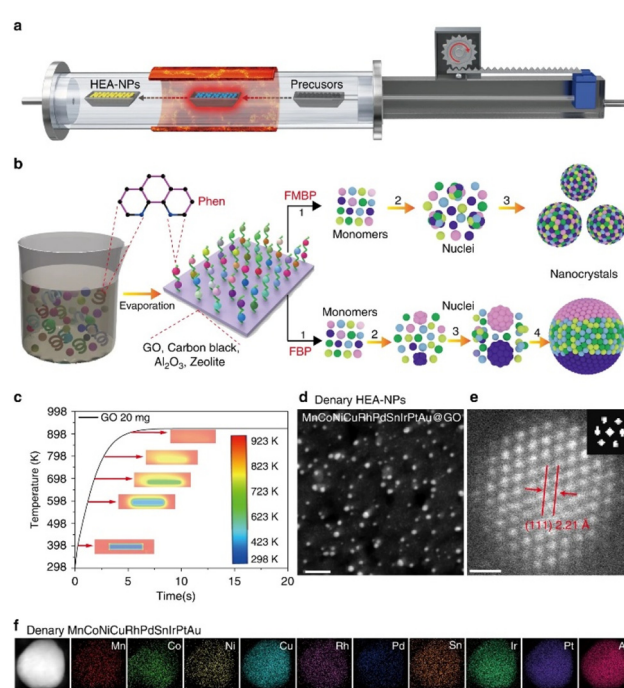 a
HEA-NPs
Precusors
b
Phen
Evaporation
GO, Carbon black,
Al₂O₃, Zeolite
FMBP
1
Monomers
2
Nuclei
3
Nanocrystals
FBP
1
Monomers
2
Nuclei
3
4
c
GO 20 mg
Temperature (K)
998
898
798
698
598
498
398
298
923 K
823 K
723 K
623 K
423 K
298 K
0
5
10
15
20
Time(s)
d
Denary HEA-NPs
MnCoNiCuRhPdSnIrPtAu@GO
e
(111) 2.21 Å
f
Denary MnCoNiCuRhPdSnIrPtAu
Mn
Co
Ni
Cu
Rh
Pd
Sn
Ir
Pt